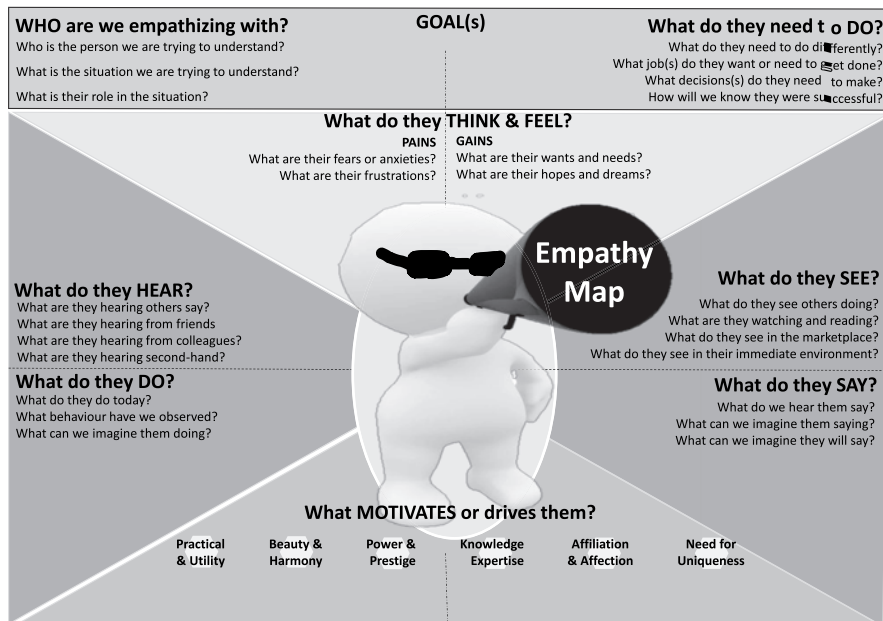 WHO are we empathizing with?
Who is the person we are trying to understand?
What is the situation we are trying to understand?
What is their role in the situation?
GOAL(s)
What do they need t o DO?
What do they need to do differently?
What job(s) do they want or need to get done?
What decisions(s) do they need to make?
How will we know they were successful?
What do they THINK & FEEL?
PAINS
What are their fears or anxieties?
What are their frustrations?
GAINS
What are their wants and needs?
What are their hopes and dreams?
Empathy
Map
What do they HEAR?
What are they hearing others say?
What are they hearing from friends
What are they hearing from colleagues?
What are they hearing second-hand?
What do they SEE?
What do they see others doing?
What are they watching and reading?
What do they see in the marketplace?
What do they see in their immediate environment?
What do they DO?
What do they do today?
What behaviour have we observed?
What can we imagine them doing?
What do they SAY?
What do we hear them say?
What can we imagine them saying?
What can we imagine they will say?
What MOTIVATES or drives them?
Practical
& Utility
Beauty &
Harmony
Power &
Prestige
Knowledge
Expertise
Affiliation
& Affection
Need for
Uniqueness